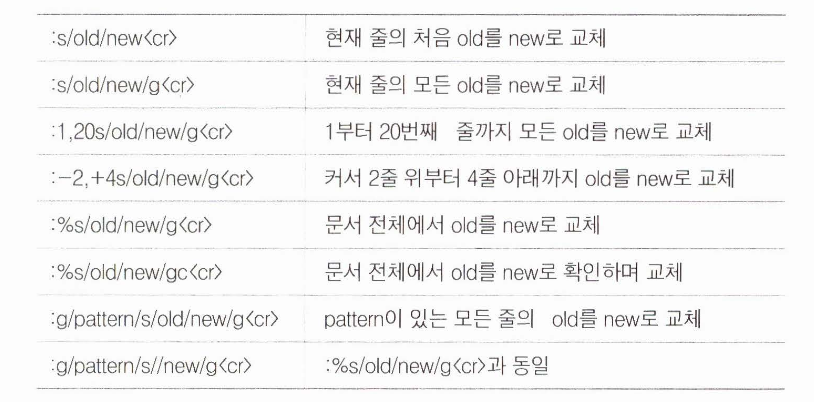 :s/old/new<cr> 현재 줄의 처음 old를 new로 교체
:s/old/new/g<cr> 현재 줄의 모든 old를 new로 교체
:1,20s/old/new/g<cr> 1부터 20번째 줄까지 모든 old를 new로 교체
:-2,+4s/old/new/g<cr> 커서 2줄 위부터 4줄 아래까지 old를 new로 교체
:%s/old/new/g<cr> 문서 전체에서 old를 new로 교체
:%s/old/new/gc<cr> 문서 전체에서 old를 new로 확인하며 교체
:g/pattern/s/old/new/g<cr> pattern이 있는 모든 줄의 old를 new로 교체
:g/pattern/s//new/g<cr> :%s/old/new/g<cr>과 동일